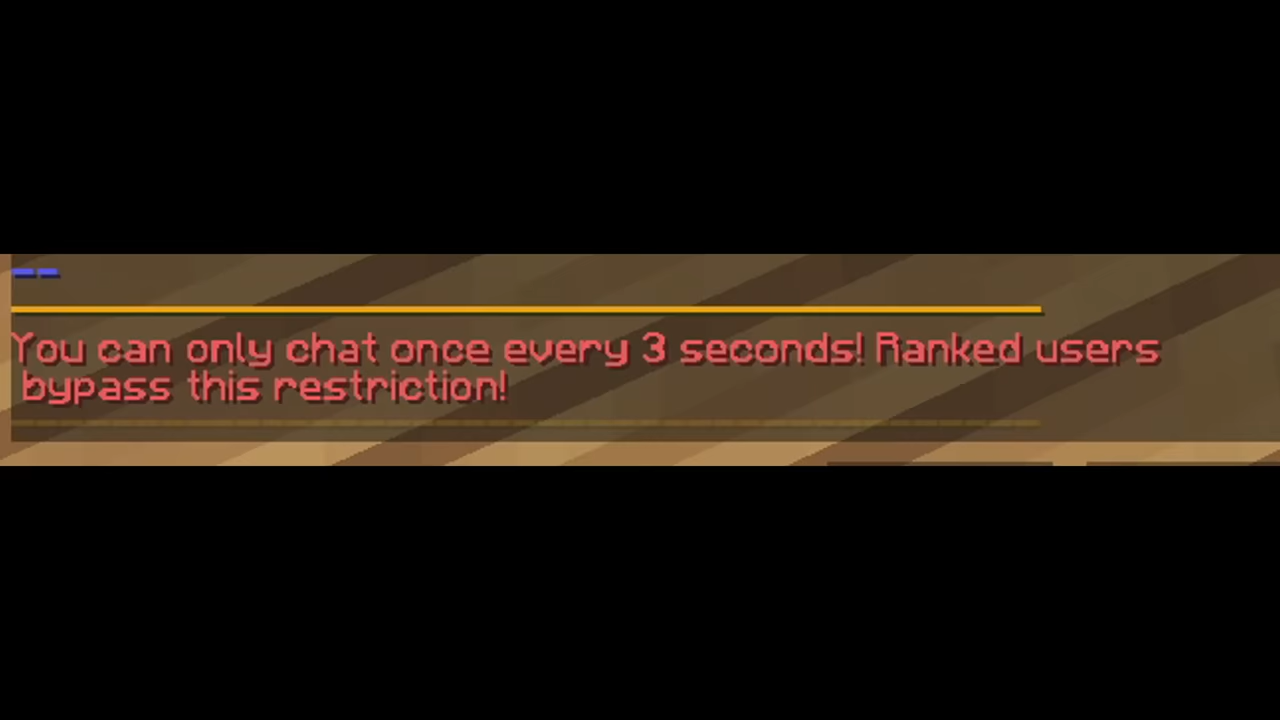 --
You can only chat once every 3 seconds! Ranked users
bypass this restriction!